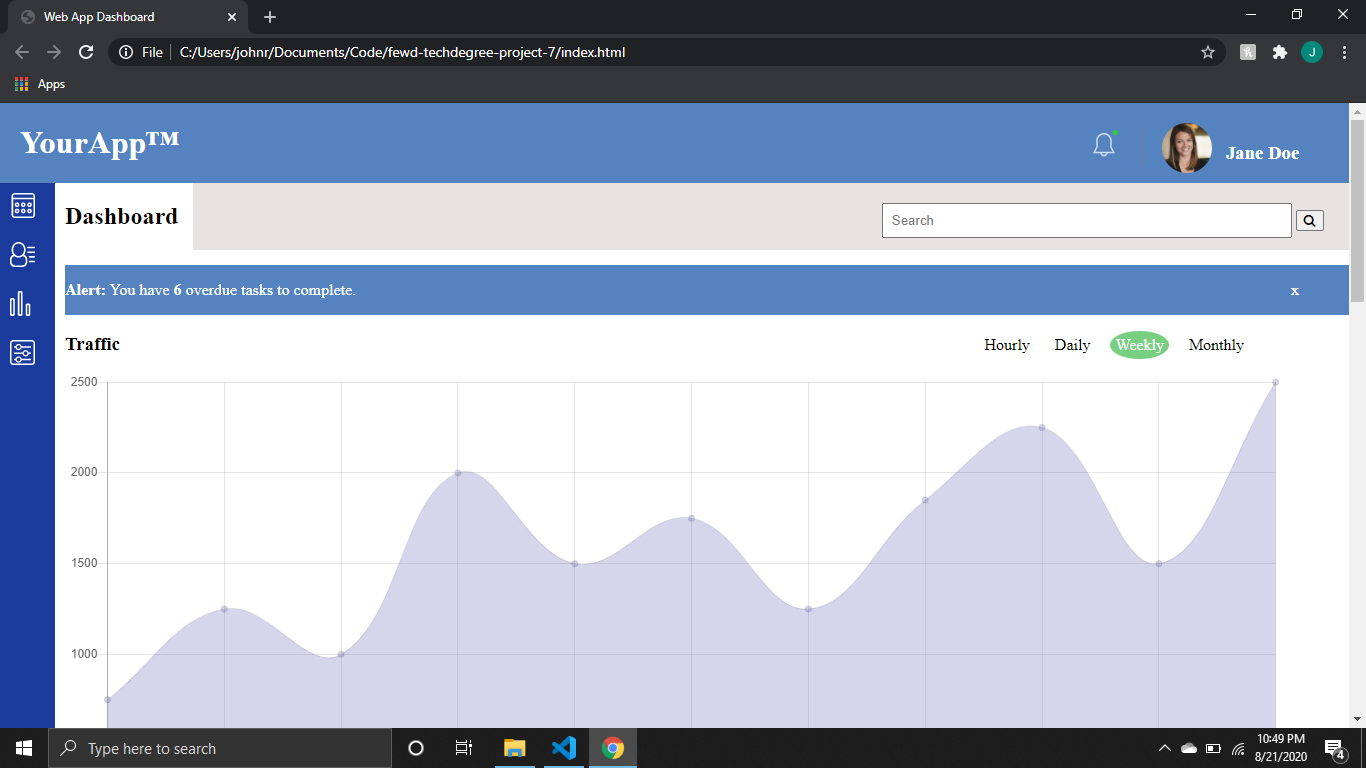 Web App Dashboard
File C:/Users/johnr/Documents/Code/fewd-techdegree-project-7/index.html
J
Apps
YourApp™
Jane Doe
Dashboard
Search
Alert: You have 6 overdue tasks to complete.
x
Traffic
Hourly Daily Weekly Monthly
2500
2000
1500
1000
Type here to search
10:49 PM
8/21/2020
4